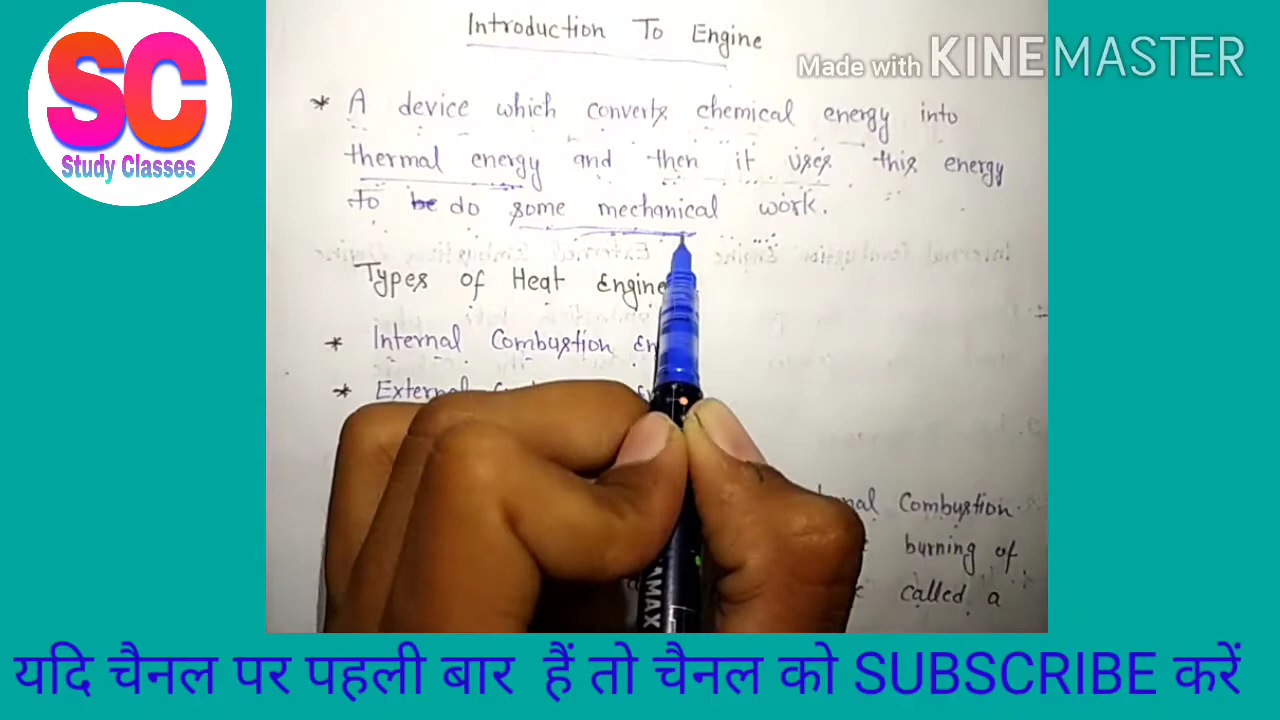 SC
Study Classes
Made with KINEMASTER
Introduction To Engine
* A device which converts chemical energy into
thermal energy and then it uses this energy
to be do some mechanical work.
Types of Heat Engine
* Internal Combustion
* External
Combustion
burning of
called a
AMAX
यदि चैनल पर पहली बार हैं तो चैनल को SUBSCRIBE करें